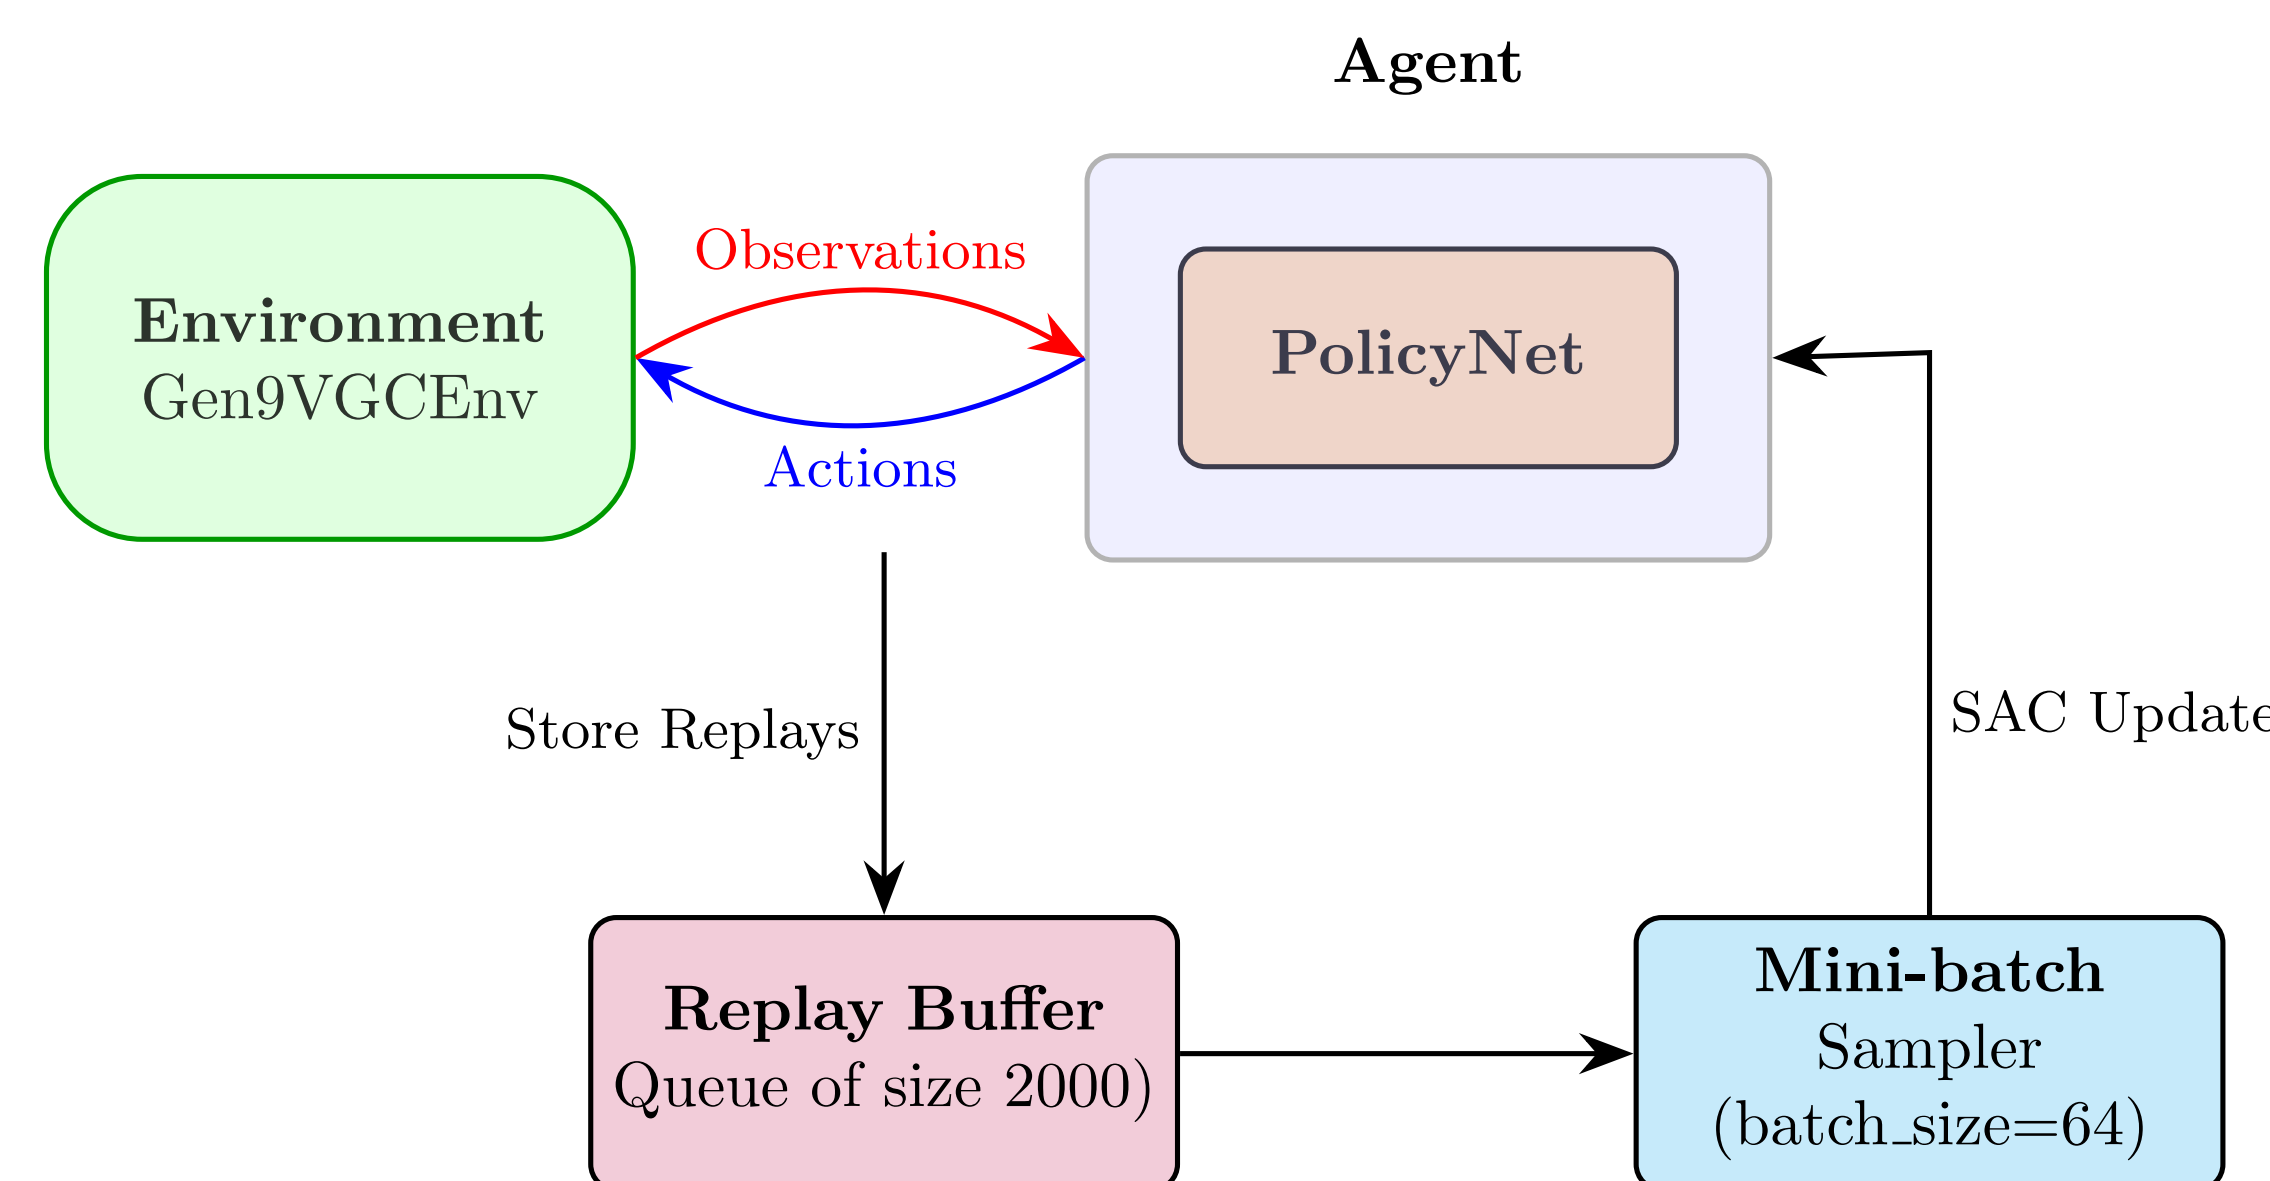 Agent
Observations
Environment
Gen9VGCEnv
PolicyNet
Actions
Store Replays
SAC Update
Replay Buffer
Queue of size 2000)
Mini-batch
Sampler
(batch_size=64)